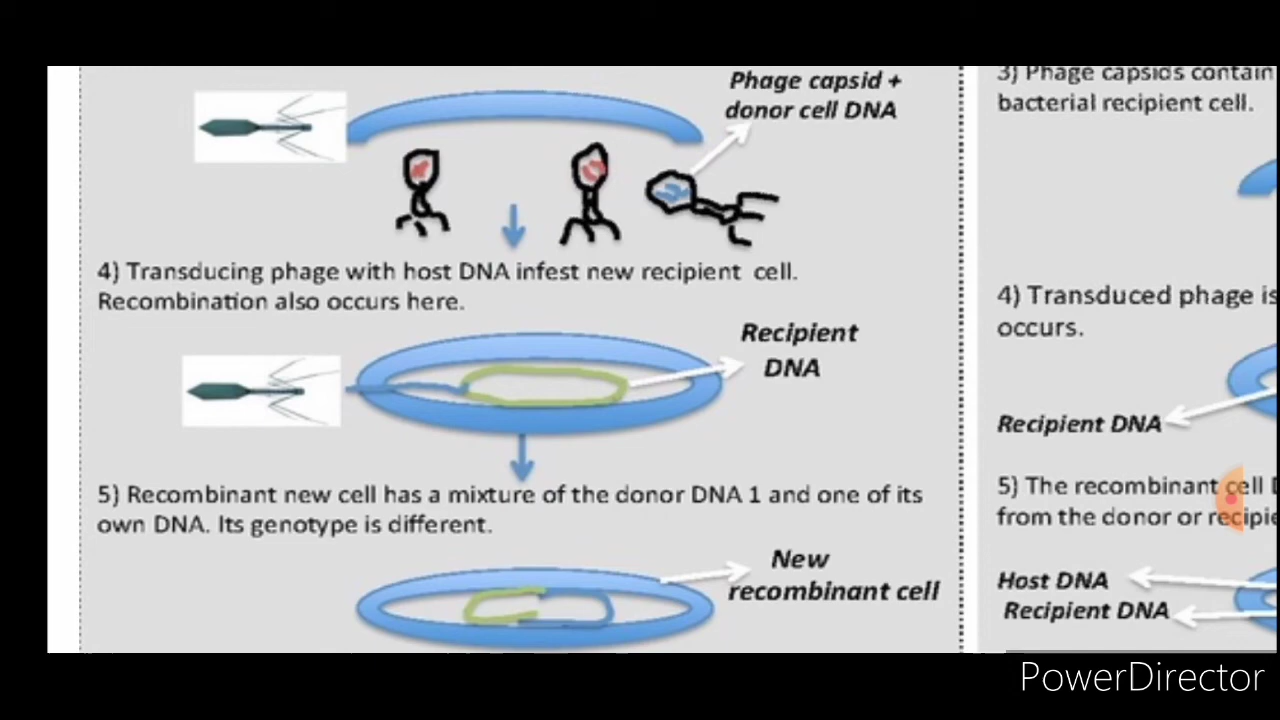 Phage capsid +
donor cell DNA
4) Transducing phage with host DNA infest new recipient cell.
Recombination also occurs here.
Recipient
DNA
5) Recombinant new cell has a mixture of the donor DNA 1 and one of its
own DNA. Its genotype is different.
New
recombinant cell
3) Phage capsids contain
bacterial recipient cell.
4) Transduced phage is
occurs.
Recipient DNA
5) The recombinant cell
from the donor or
Host DNA
Recipient DNA
PowerDirector